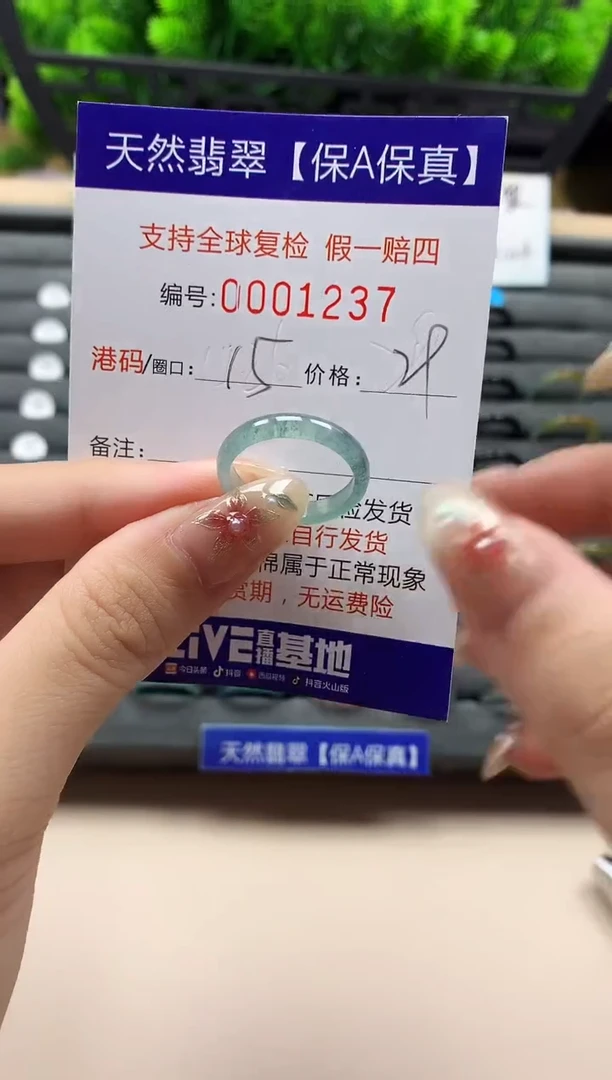 天然翡翠【保A保真】
支持全球复检 假一赔四
编号:0001237
港码/圈口: 15 价格:
备注:
验发货
自行发货
棉属于正常现象
货期，无运费险
LIVE直播基地
今日头条 抖音 西瓜视频 抖音火山版
天然翡翠【保A保真】